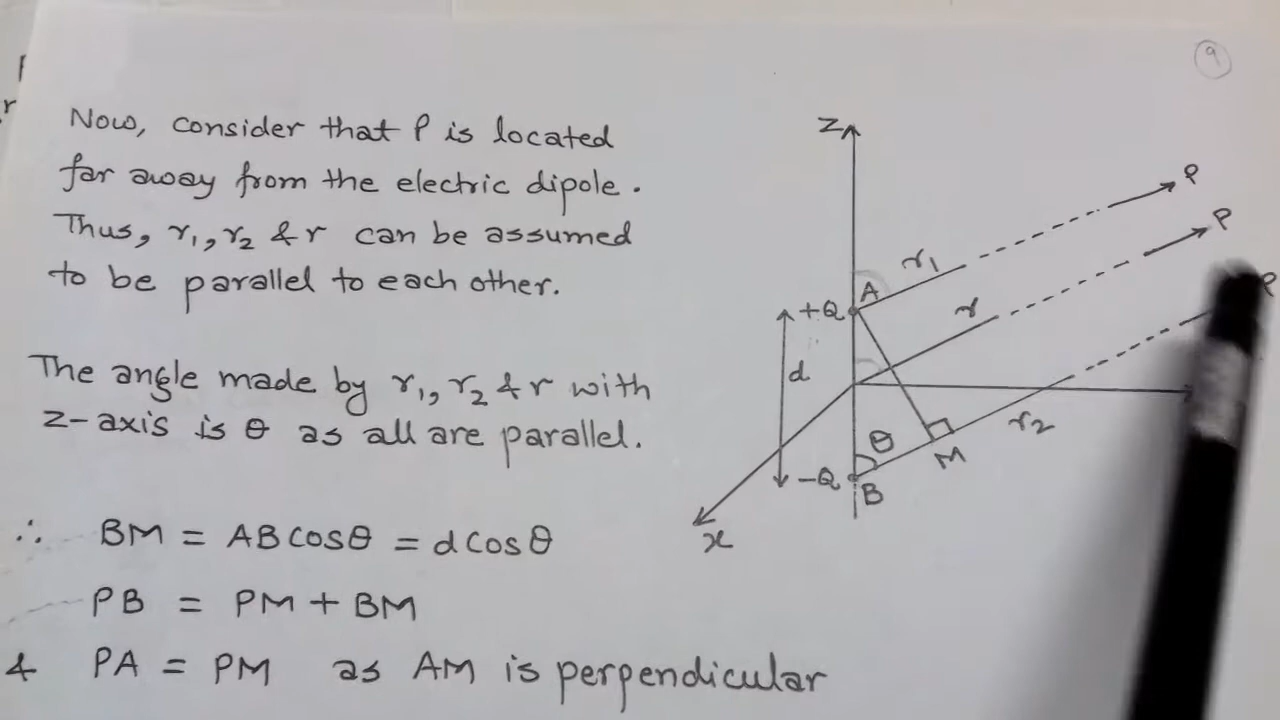 9
Now, consider that P is located
far away from the electric dipole.
Thus, r₁, r₂ & r can be assumed
to be parallel to each other.
The angle made by r₁, r₂ & r with
z-axis is θ as all are parallel.
∴ BM = AB cosθ = d cosθ
PB = PM + BM
& PA = PM as AM is perpendicular
Z
P
P
P
r₁
A
+Q
r
d
r₂
θ
M
-Q
B
x
r